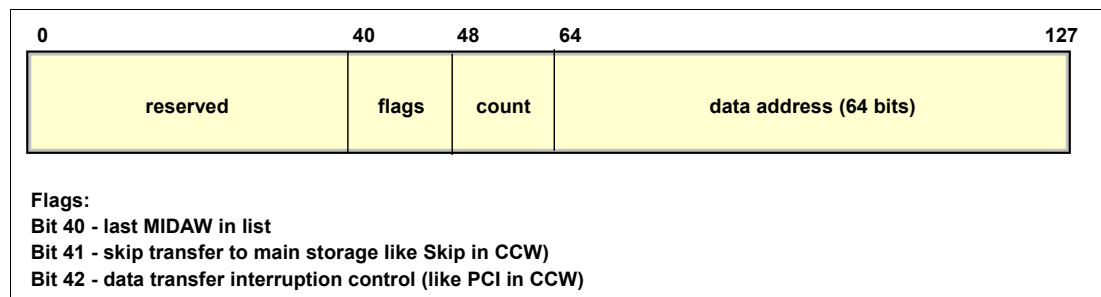 0 40 48 64 127
reserved flags count data address (64 bits)
Flags:
Bit 40 - last MIDAW in list
Bit 41 - skip transfer to main storage like Skip in CCW)
Bit 42 - data transfer interruption control (like PCI in CCW)